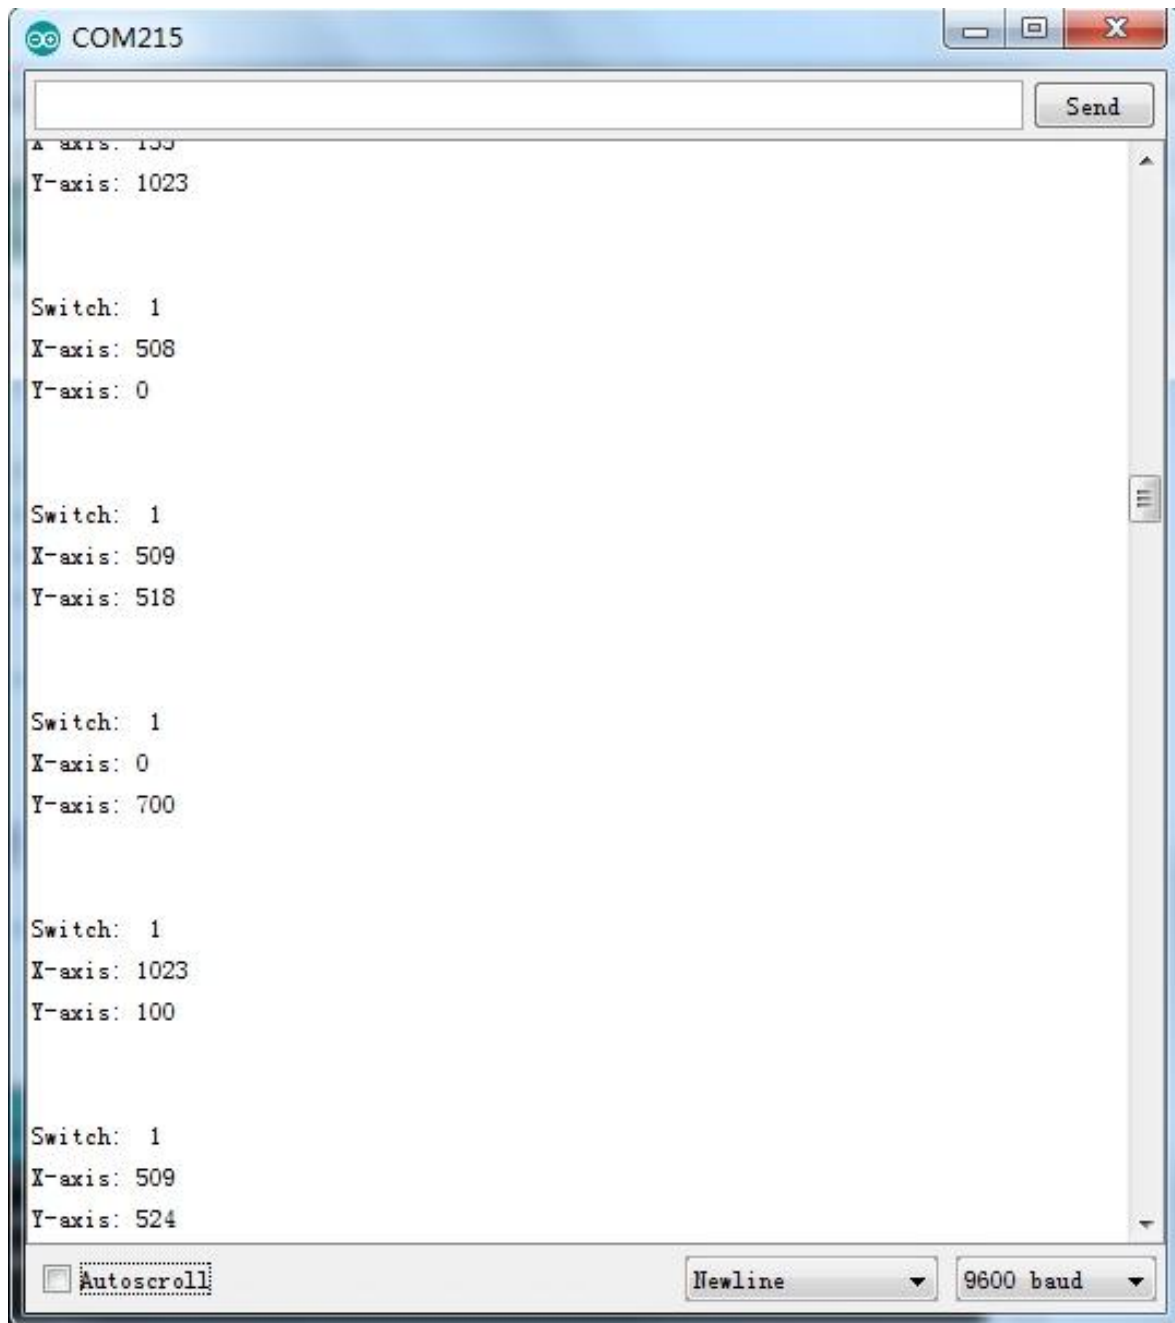 COM215
Send
Y-axis: 1023
Switch: 1
X-axis: 508
Y-axis: 0
Switch: 1
X-axis: 509
Y-axis: 518
Switch: 1
X-axis: 0
Y-axis: 700
Switch: 1
X-axis: 1023
Y-axis: 100
Switch: 1
X-axis: 509
Y-axis: 524
Autoscroll
Newline
9600 baud